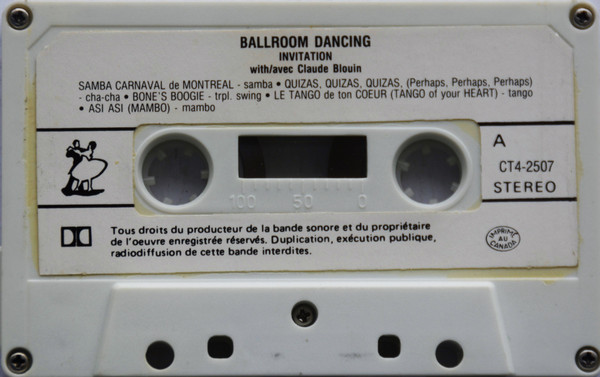 BALLROOM DANCING
INVITATION
with/avec Claude Blouin
SAMBA CARNAVAL de MONTREAL - samba • QUIZAS, QUIZAS, QUIZAS, (Perhaps, Perhaps, Perhaps)
- cha-cha • BONE'S BOOGIE - trpl. swing • LE TANGO de ton COEUR (TANGO of your HEART) - tango
• ASI ASI (MAMBO) - mambo
A
CT4-2507
STEREO
100 50 0
Tous droits du producteur de la bande sonore et du propriétaire
de l'oeuvre enregistrée réservés. Duplication, exécution publique,
radiodiffusion de cette bande interdites.
IMPRIMÉ
AU
CANADA